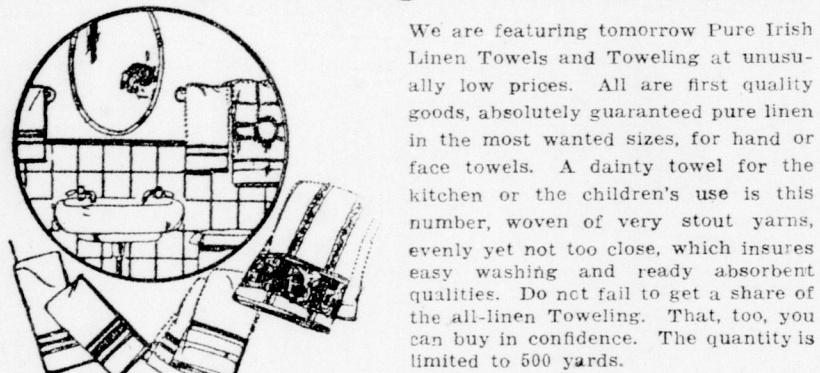 We are featuring tomorrow Pure Irish
Linen Towels and Toweling at unusu-
ally low prices. All are first quality
goods, absolutely guaranteed pure linen
in the most wanted sizes, for hand or
face towels. A dainty towel for the
kitchen or the children's use is this
number, woven of very stout yarns,
evenly yet not too close, which insures
easy washing and ready absorbent
qualities. Do not fail to get a share of
the all-linen Toweling. That, too, you
can buy in confidence. The quantity is
limited to 500 yards.